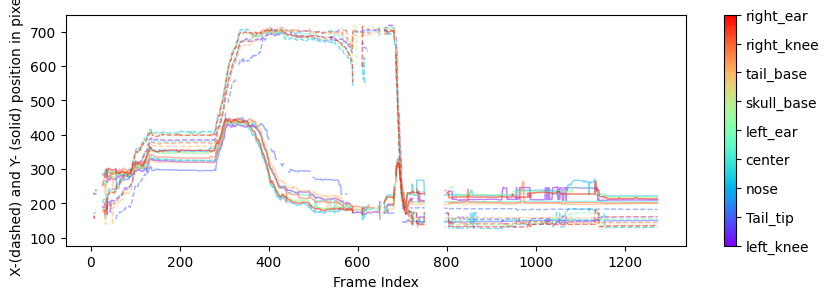 X-(dashed) and Y- (solid) position in pixe
700
600
500
400
300
200
100
0
200
400
600
800
1000
1200
Frame Index
right_ear
right_knee
tail_base
skull_base
left_ear
center
nose
Tail_tip
left_knee